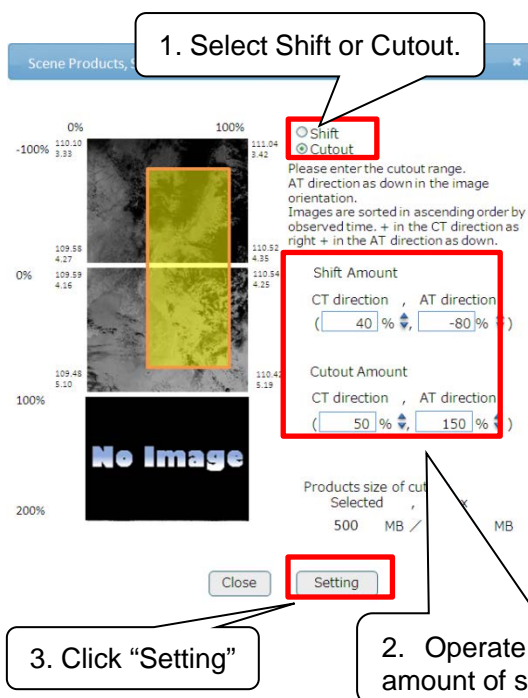 1. Select Shift or Cutout.
Scene Products, S
×
0% 100%
-100% 110.10 3.33 111.04 3.42
Shift
Cutout
Please enter the cutout range.
AT direction as down in the image
orientation.
Images are sorted in ascending order by
observed time. + in the CT direction as
right + in the AT direction as down.
109.58 4.27 110.52 4.35
0% 109.59 4.16 110.54 4.25
Shift Amount
CT direction , AT direction
( 40 % , -80 % )
109.48 5.10 110.42 5.19
Cutout Amount
100%
CT direction , AT direction
( 50 % , 150 % )
No Image
Products size of cut
Selected , x
200%
500 MB / MB
Close Setting
3. Click “Setting”
2. Operate
amount of s